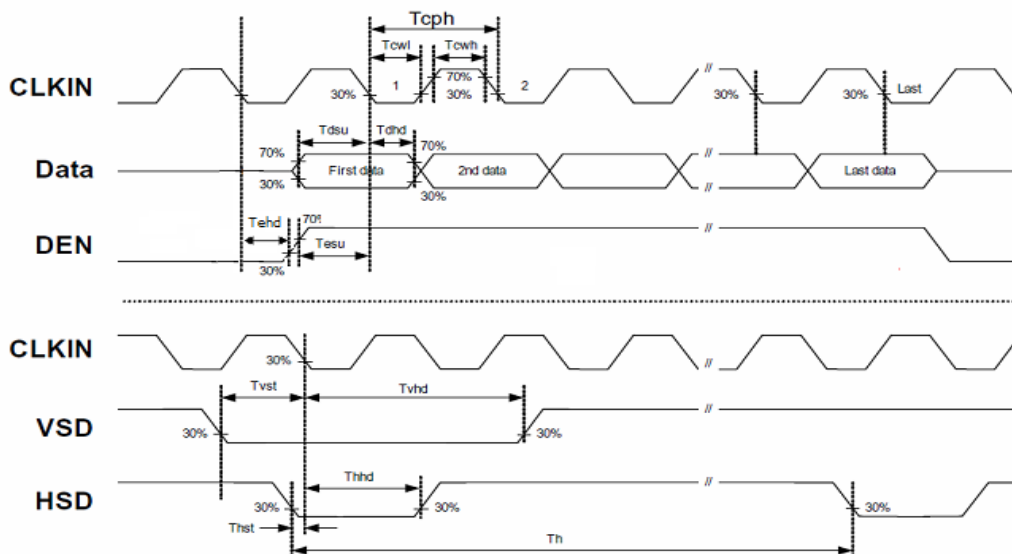 Tcph
Tcwl
Tcwh
CLKIN
30%
1
70%
30%
2
//
30%
30%
Last
Tdsu
Tdhd
Data
70%
30%
First data
70%
30%
2nd data
//
//
Last data
Tehd
70%
DEN
30%
Tesu
//
CLKIN
30%
//
//
Tvst
Tvhd
VSD
30%
30%
//
HSD
Thhd
30%
30%
//
30%
Thst
Th